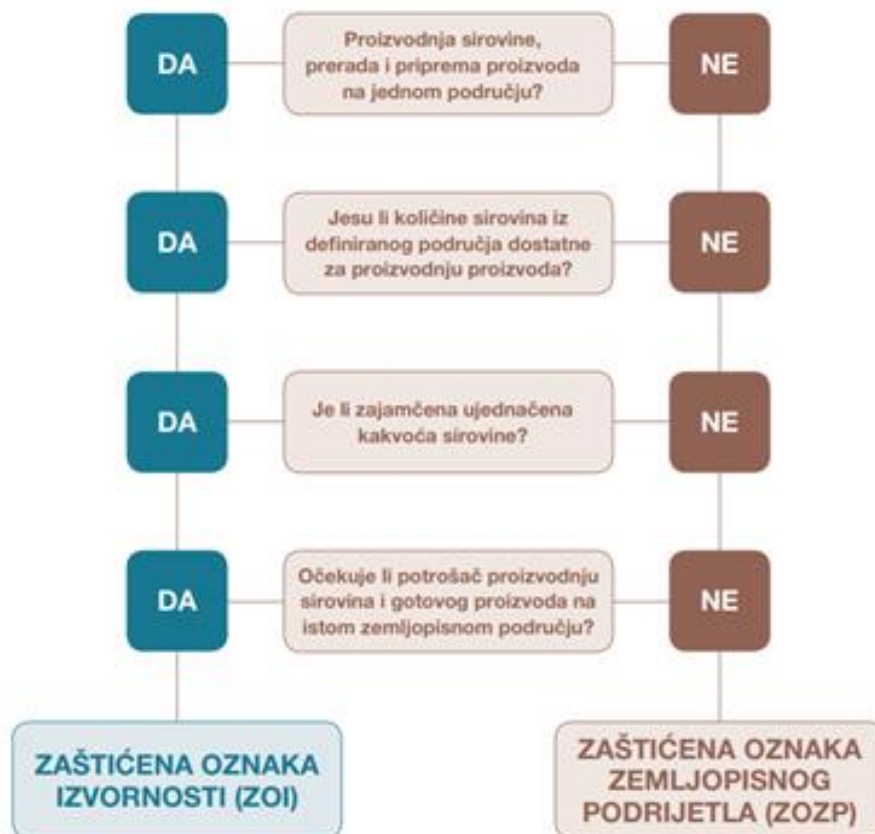 DA
Proizvodnja sirovine,
prerada i priprema proizvoda
na jednom području?
NE
DA
Jesu li količine sirovina iz
definiranog područja dostatne
za proizvodnju proizvoda?
NE
DA
Je li zajamčena ujednačena
kakvoća sirovine?
NE
DA
Očekuje li potrošač proizvodnju
sirovina i gotovog proizvoda na
istom zemljopisnom području?
NE
ZAŠTIĆENA OZNAKA
IZVORNOSTI (ZOI)
ZAŠTIĆENA OZNAKA
ZEMLJOPISNOG
PODRIJETLA (ZOZP)